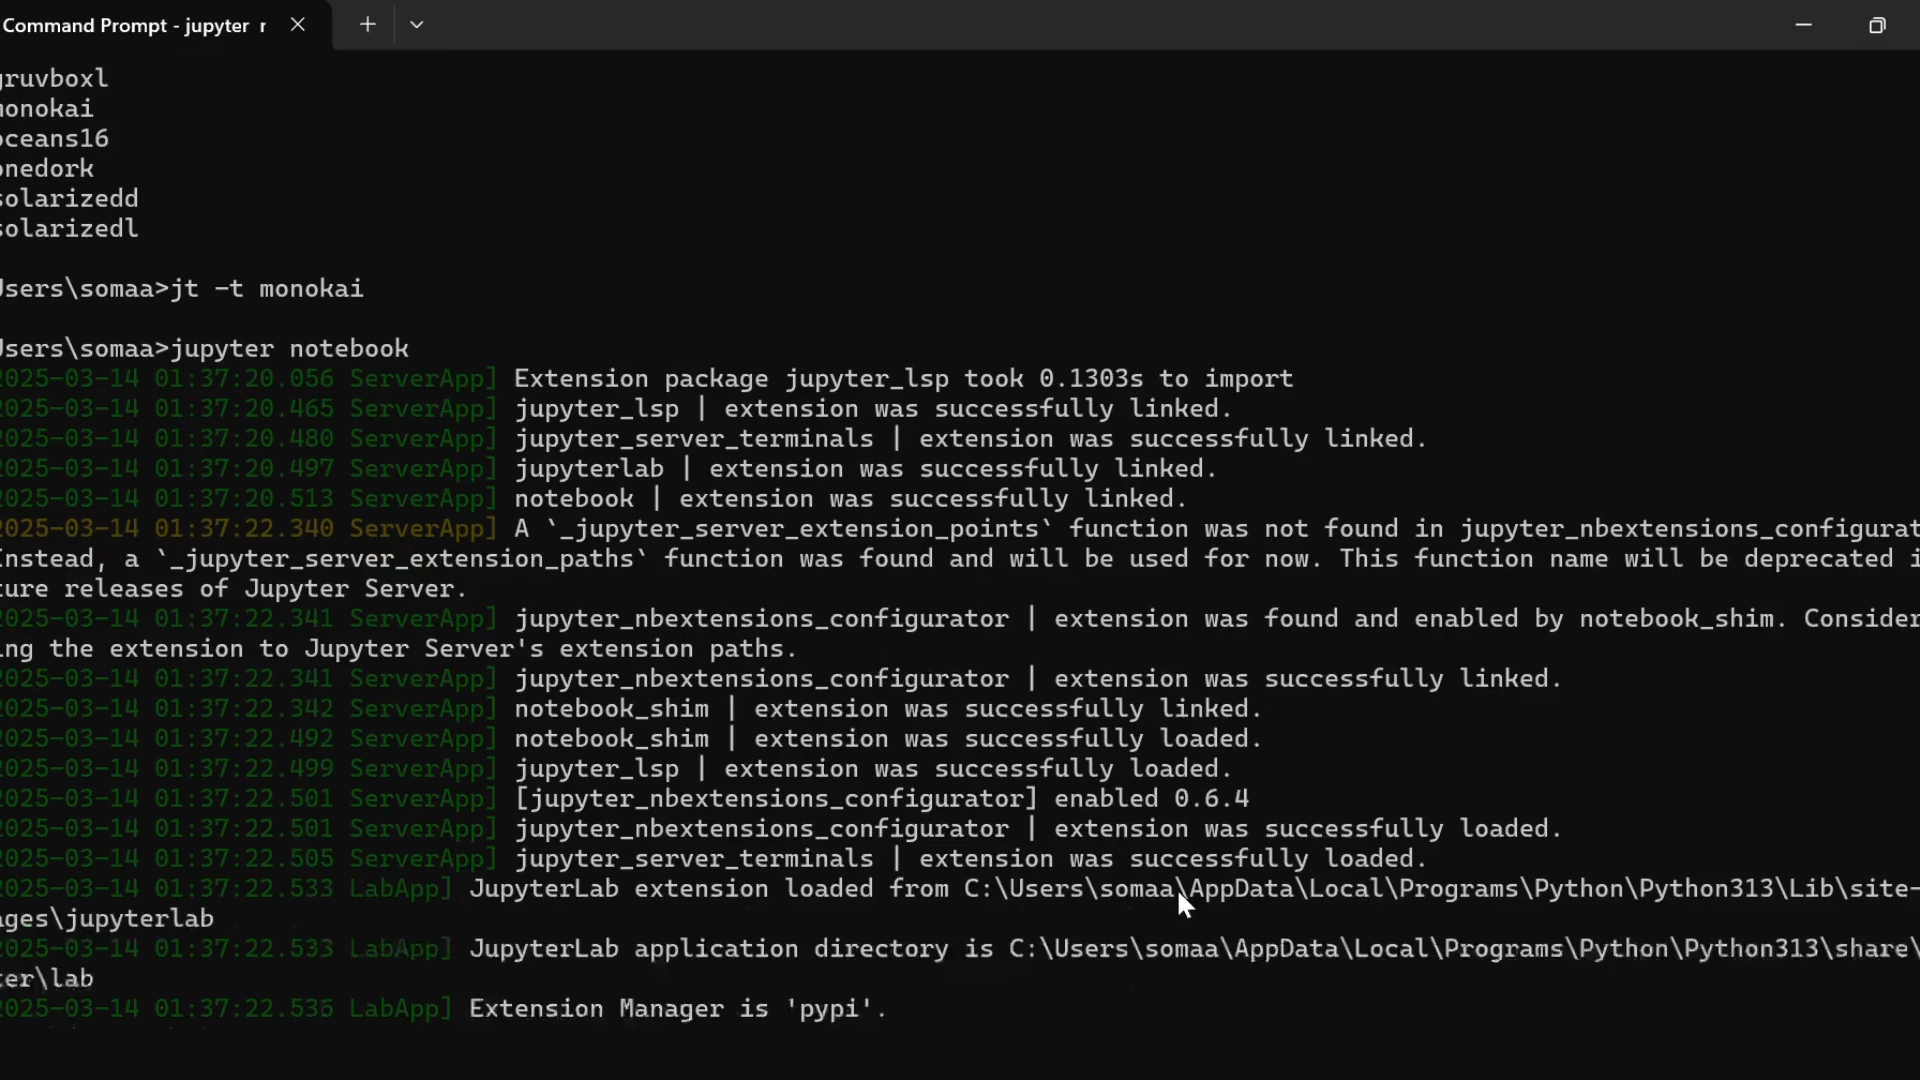 Command Prompt - jupyter r
gruvboxl
monokai
oceans16
onedork
solarizedd
solarizedl
Users\somaa>jt -t monokai
Users\somaa>jupyter notebook
2025-03-14 01:37:20.056 ServerApp] Extension package jupyter_lsp took 0.1303s to import
2025-03-14 01:37:20.465 ServerApp] jupyter_lsp | extension was successfully linked.
2025-03-14 01:37:20.480 ServerApp] jupyter_server_terminals | extension was successfully linked.
2025-03-14 01:37:20.497 ServerApp] jupyterlab | extension was successfully linked.
2025-03-14 01:37:20.513 ServerApp] notebook | extension was successfully linked.
2025-03-14 01:37:22.340 ServerApp] A `_jupyter_server_extension_points` function was not found in jupyter_nbextensions_configurat
Instead, a `_jupyter_server_extension_paths` function was found and will be used for now. This function name will be deprecated i
ture releases of Jupyter Server.
2025-03-14 01:37:22.341 ServerApp] jupyter_nbextensions_configurator | extension was found and enabled by notebook_shim. Consider
ing the extension to Jupyter Server's extension paths.
2025-03-14 01:37:22.341 ServerApp] jupyter_nbextensions_configurator | extension was successfully linked.
2025-03-14 01:37:22.342 ServerApp] notebook_shim | extension was successfully linked.
2025-03-14 01:37:22.492 ServerApp] notebook_shim | extension was successfully loaded.
2025-03-14 01:37:22.499 ServerApp] jupyter_lsp | extension was successfully loaded.
2025-03-14 01:37:22.501 ServerApp] [jupyter_nbextensions_configurator] enabled 0.6.4
2025-03-14 01:37:22.501 ServerApp] jupyter_nbextensions_configurator | extension was successfully loaded.
2025-03-14 01:37:22.505 ServerApp] jupyter_server_terminals | extension was successfully loaded.
2025-03-14 01:37:22.533 LabApp] JupyterLab extension loaded from C:\Users\somaa\AppData\Local\Programs\Python\Python313\Lib\site-
ages\jupyterlab
2025-03-14 01:37:22.533 LabApp] JupyterLab application directory is C:\Users\somaa\AppData\Local\Programs\Python\Python313\share\
ter\lab
2025-03-14 01:37:22.536 LabApp] Extension Manager is 'pypi'.